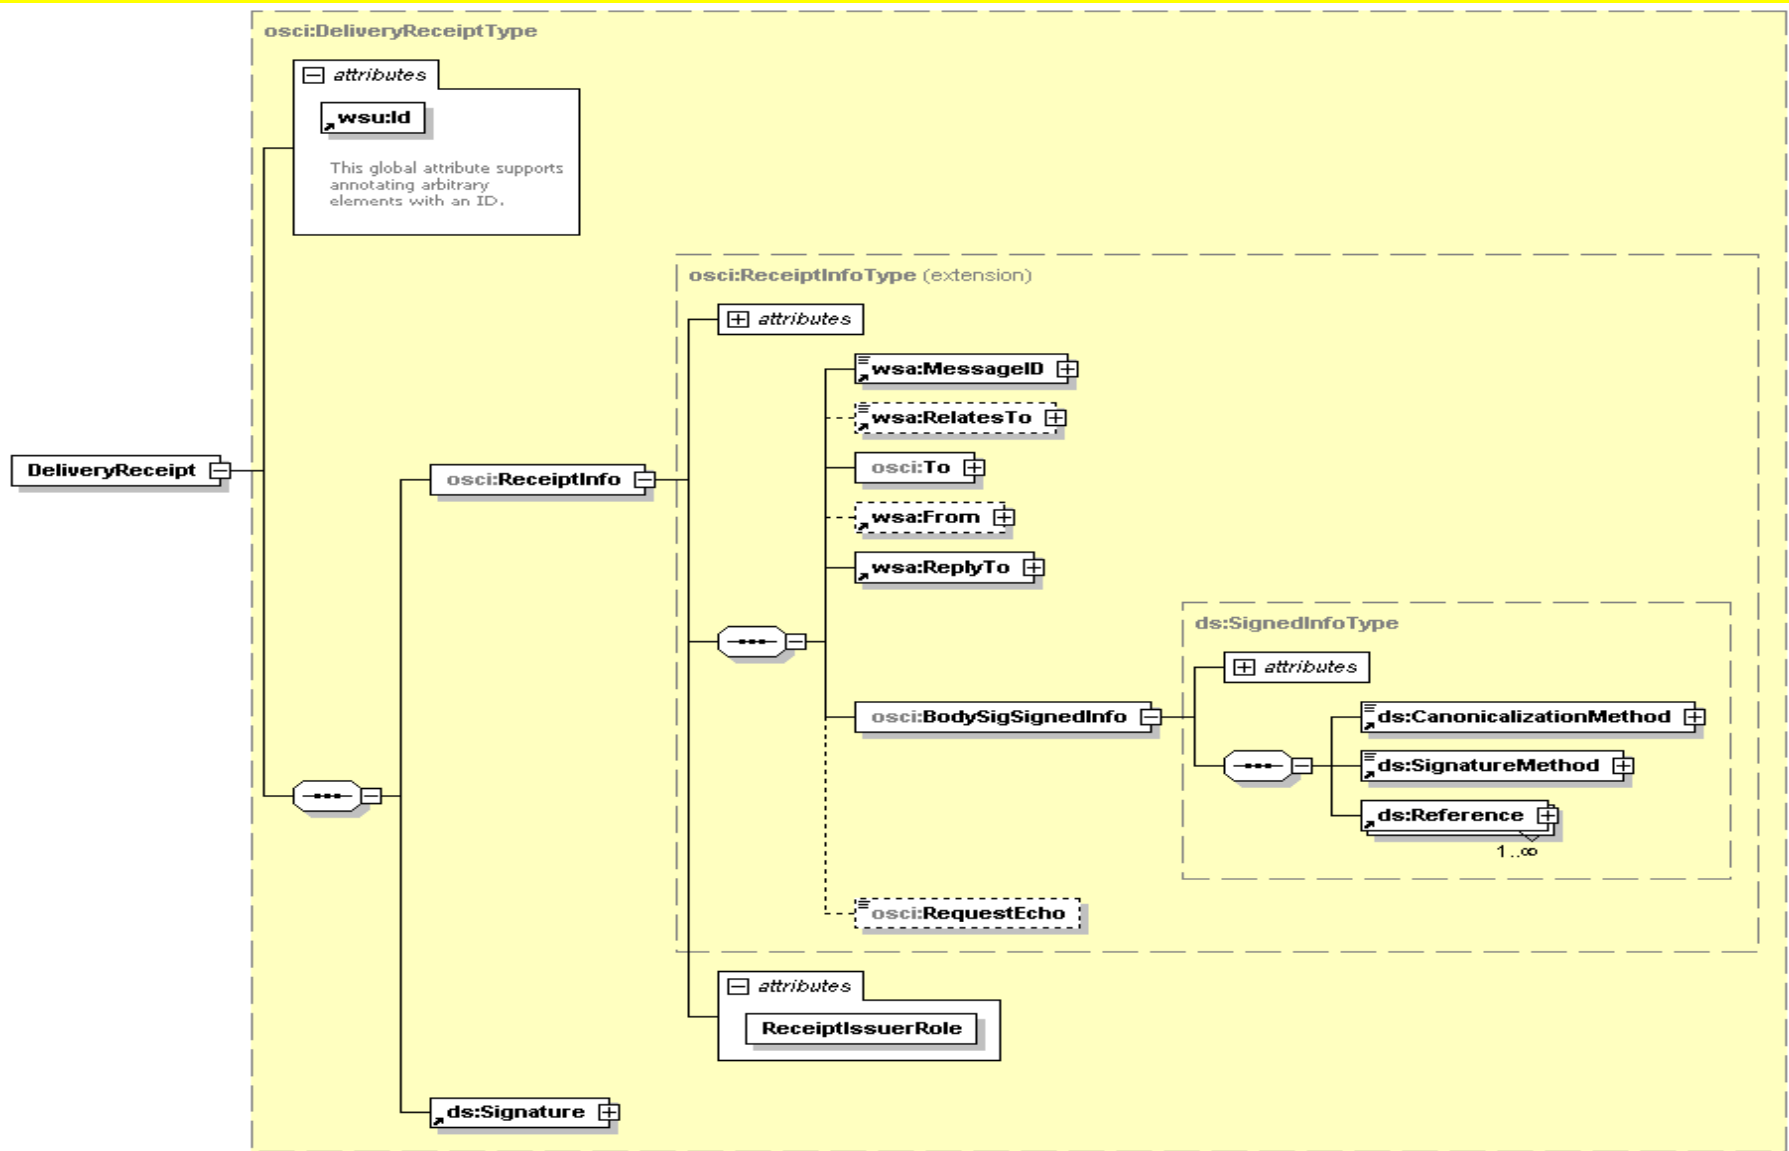 osci:DeliveryReceiptType
attributes
wsu:Id
This global attribute supports
annotating arbitrary
elements with an ID.
osci:ReceiptInfoType (extension)
attributes
wsa:MessageID
wsa:RelatesTo
DeliveryReceipt
osci:ReceiptInfo
osci:To
wsa:From
wsa:ReplyTo
ds:SignedInfoType
attributes
osci:BodySigSignedInfo
ds:CanonicalizationMethod
ds:SignatureMethod
ds:Reference
1..∞
osci:RequestEcho
attributes
ReceiptIssuerRole
ds:Signature